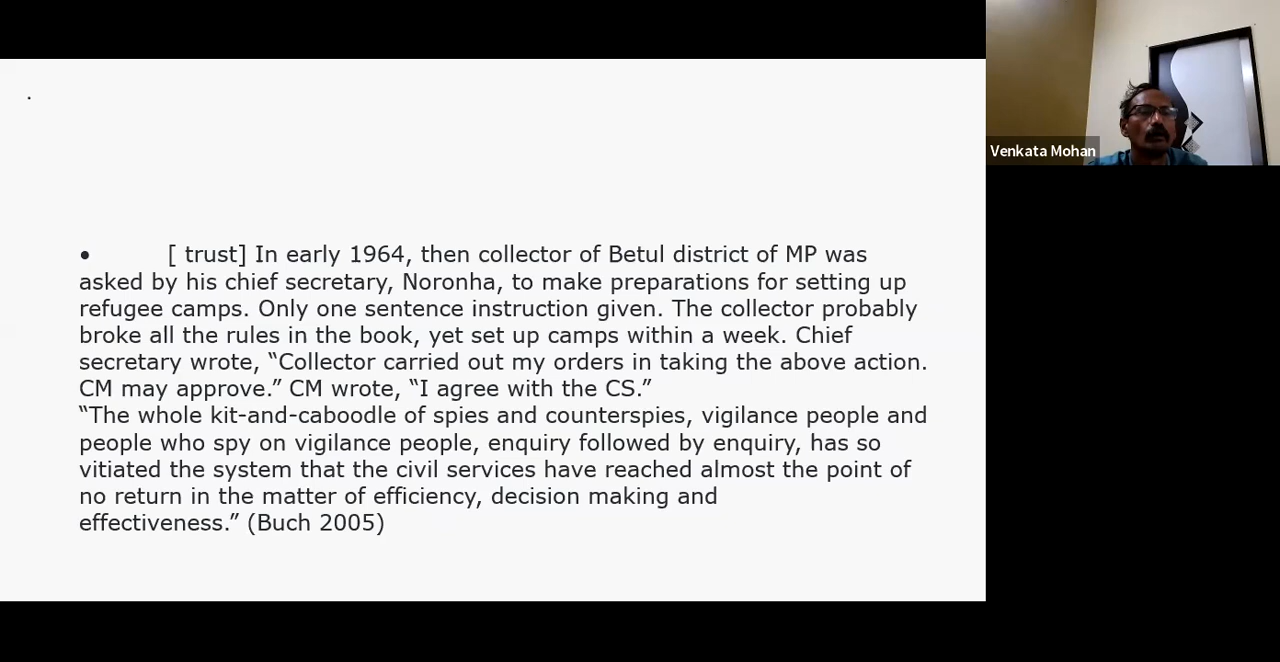 .
• [ trust] In early 1964, then collector of Betul district of MP was
asked by his chief secretary, Noronha, to make preparations for setting up
refugee camps. Only one sentence instruction given. The collector probably
broke all the rules in the book, yet set up camps within a week. Chief
secretary wrote, “Collector carried out my orders in taking the above action.
CM may approve.” CM wrote, “I agree with the CS.”
“The whole kit-and-caboodle of spies and counterspies, vigilance people and
people who spy on vigilance people, enquiry followed by enquiry, has so
vitiated the system that the civil services have reached almost the point of
no return in the matter of efficiency, decision making and
effectiveness.” (Buch 2005)
Venkata Mohan